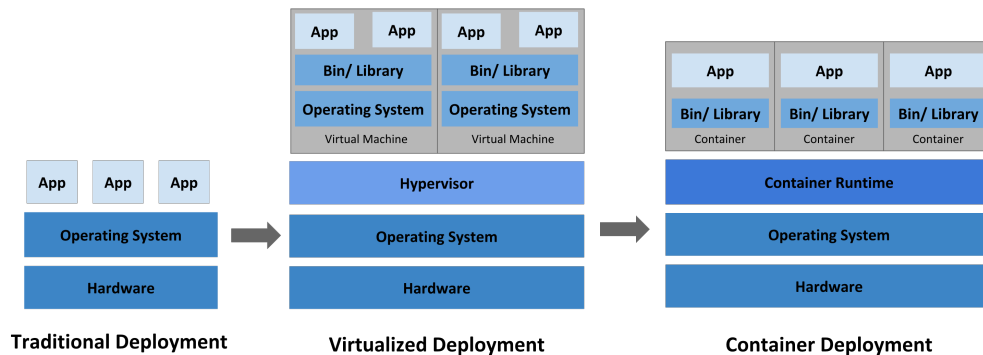 App App App
Operating System
Hardware
Traditional Deployment
App App App App
Bin/ Library Bin/ Library
Operating System Operating System
Virtual Machine Virtual Machine
Hypervisor
Operating System
Hardware
Virtualized Deployment
App App App
Bin/ Library Bin/ Library Bin/ Library
Container Container Container
Container Runtime
Operating System
Hardware
Container Deployment